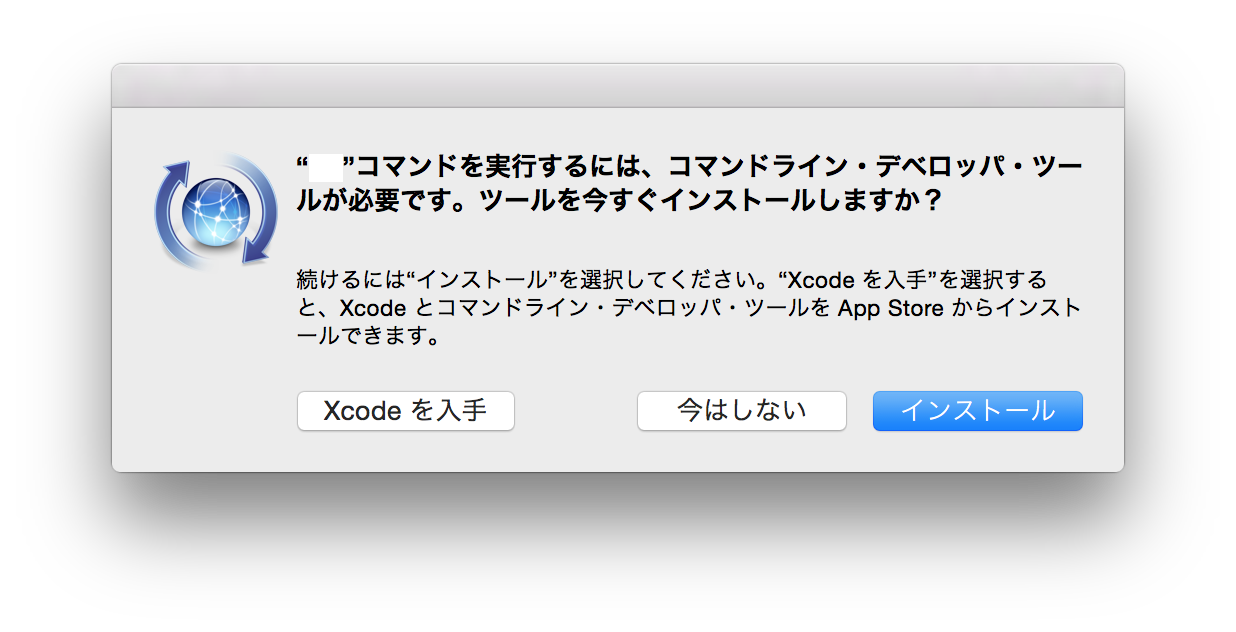 “ ”コマンドを実行するには、コマンドライン・デベロッパ・ツー
ルが必要です。ツールを今すぐインストールしますか？
続けるには“インストール”を選択してください。“Xcode を入手”を選択する
と、Xcode とコマンドライン・デベロッパ・ツールを App Store からインスト
ールできます。
Xcode を入手
今はしない
インストール